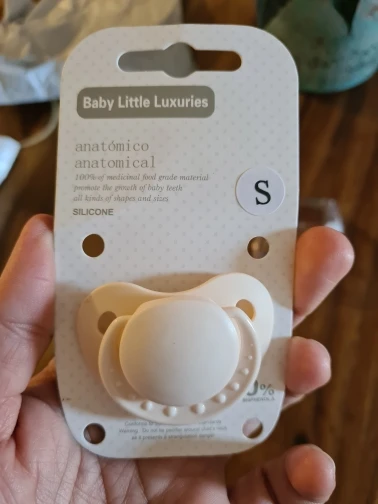 Baby Little Luxuries
anatómico
anatomical
100%of medicinal food grade material
promote the growth of baby teeth
all kinds of shapes and sizes
SILICONE
S
%